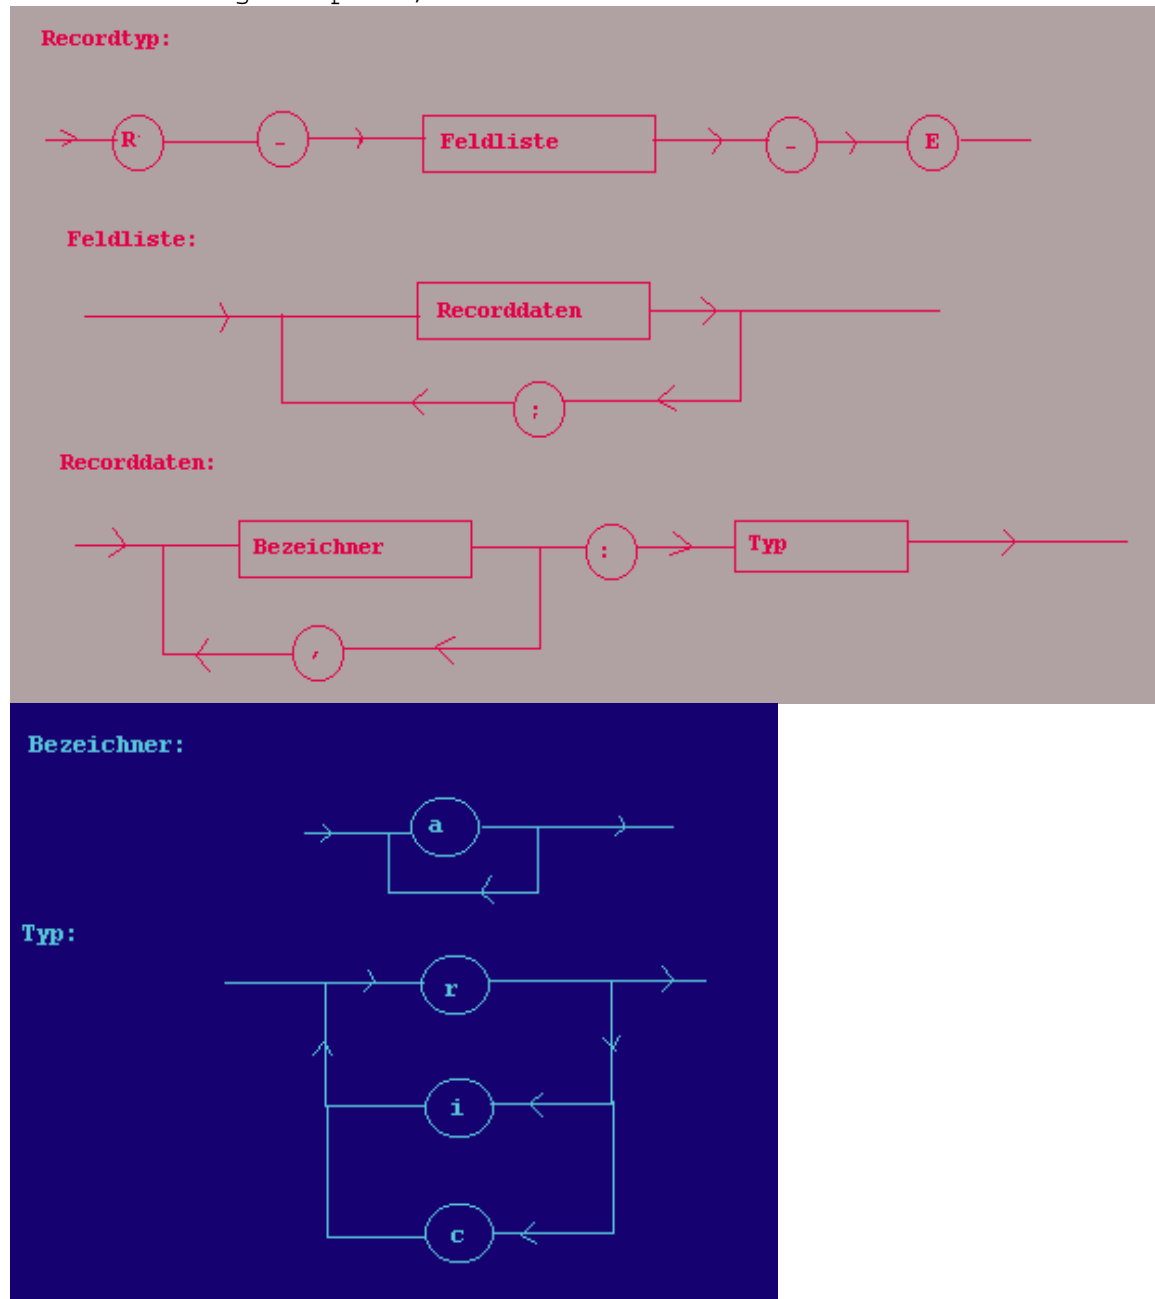 Recordtyp:
R - Feldliste - E
Feldliste:
Recorddaten
;
Recorddaten:
Bezeichner : Typ
,
Bezeichner:
a
Typ:
r
i
c